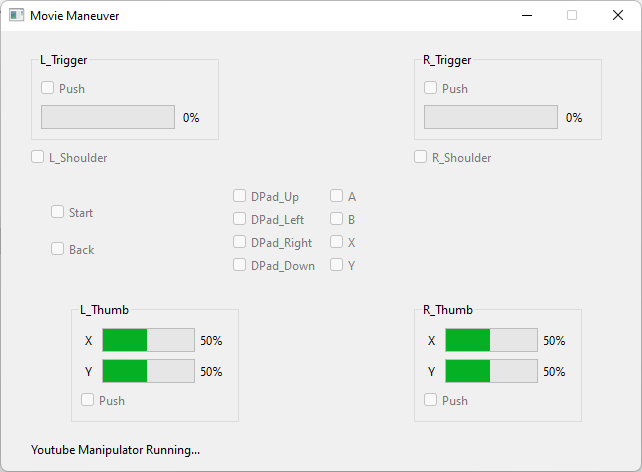 Movie Maneuver
L_Trigger
Push
0%
L_Shoulder
R_Trigger
Push
0%
R_Shoulder
Start
Back
DPad_Up
DPad_Left
DPad_Right
DPad_Down
A
B
X
Y
L_Thumb
X 50%
Y 50%
Push
R_Thumb
X 50%
Y 50%
Push
Youtube Manipulator Running...